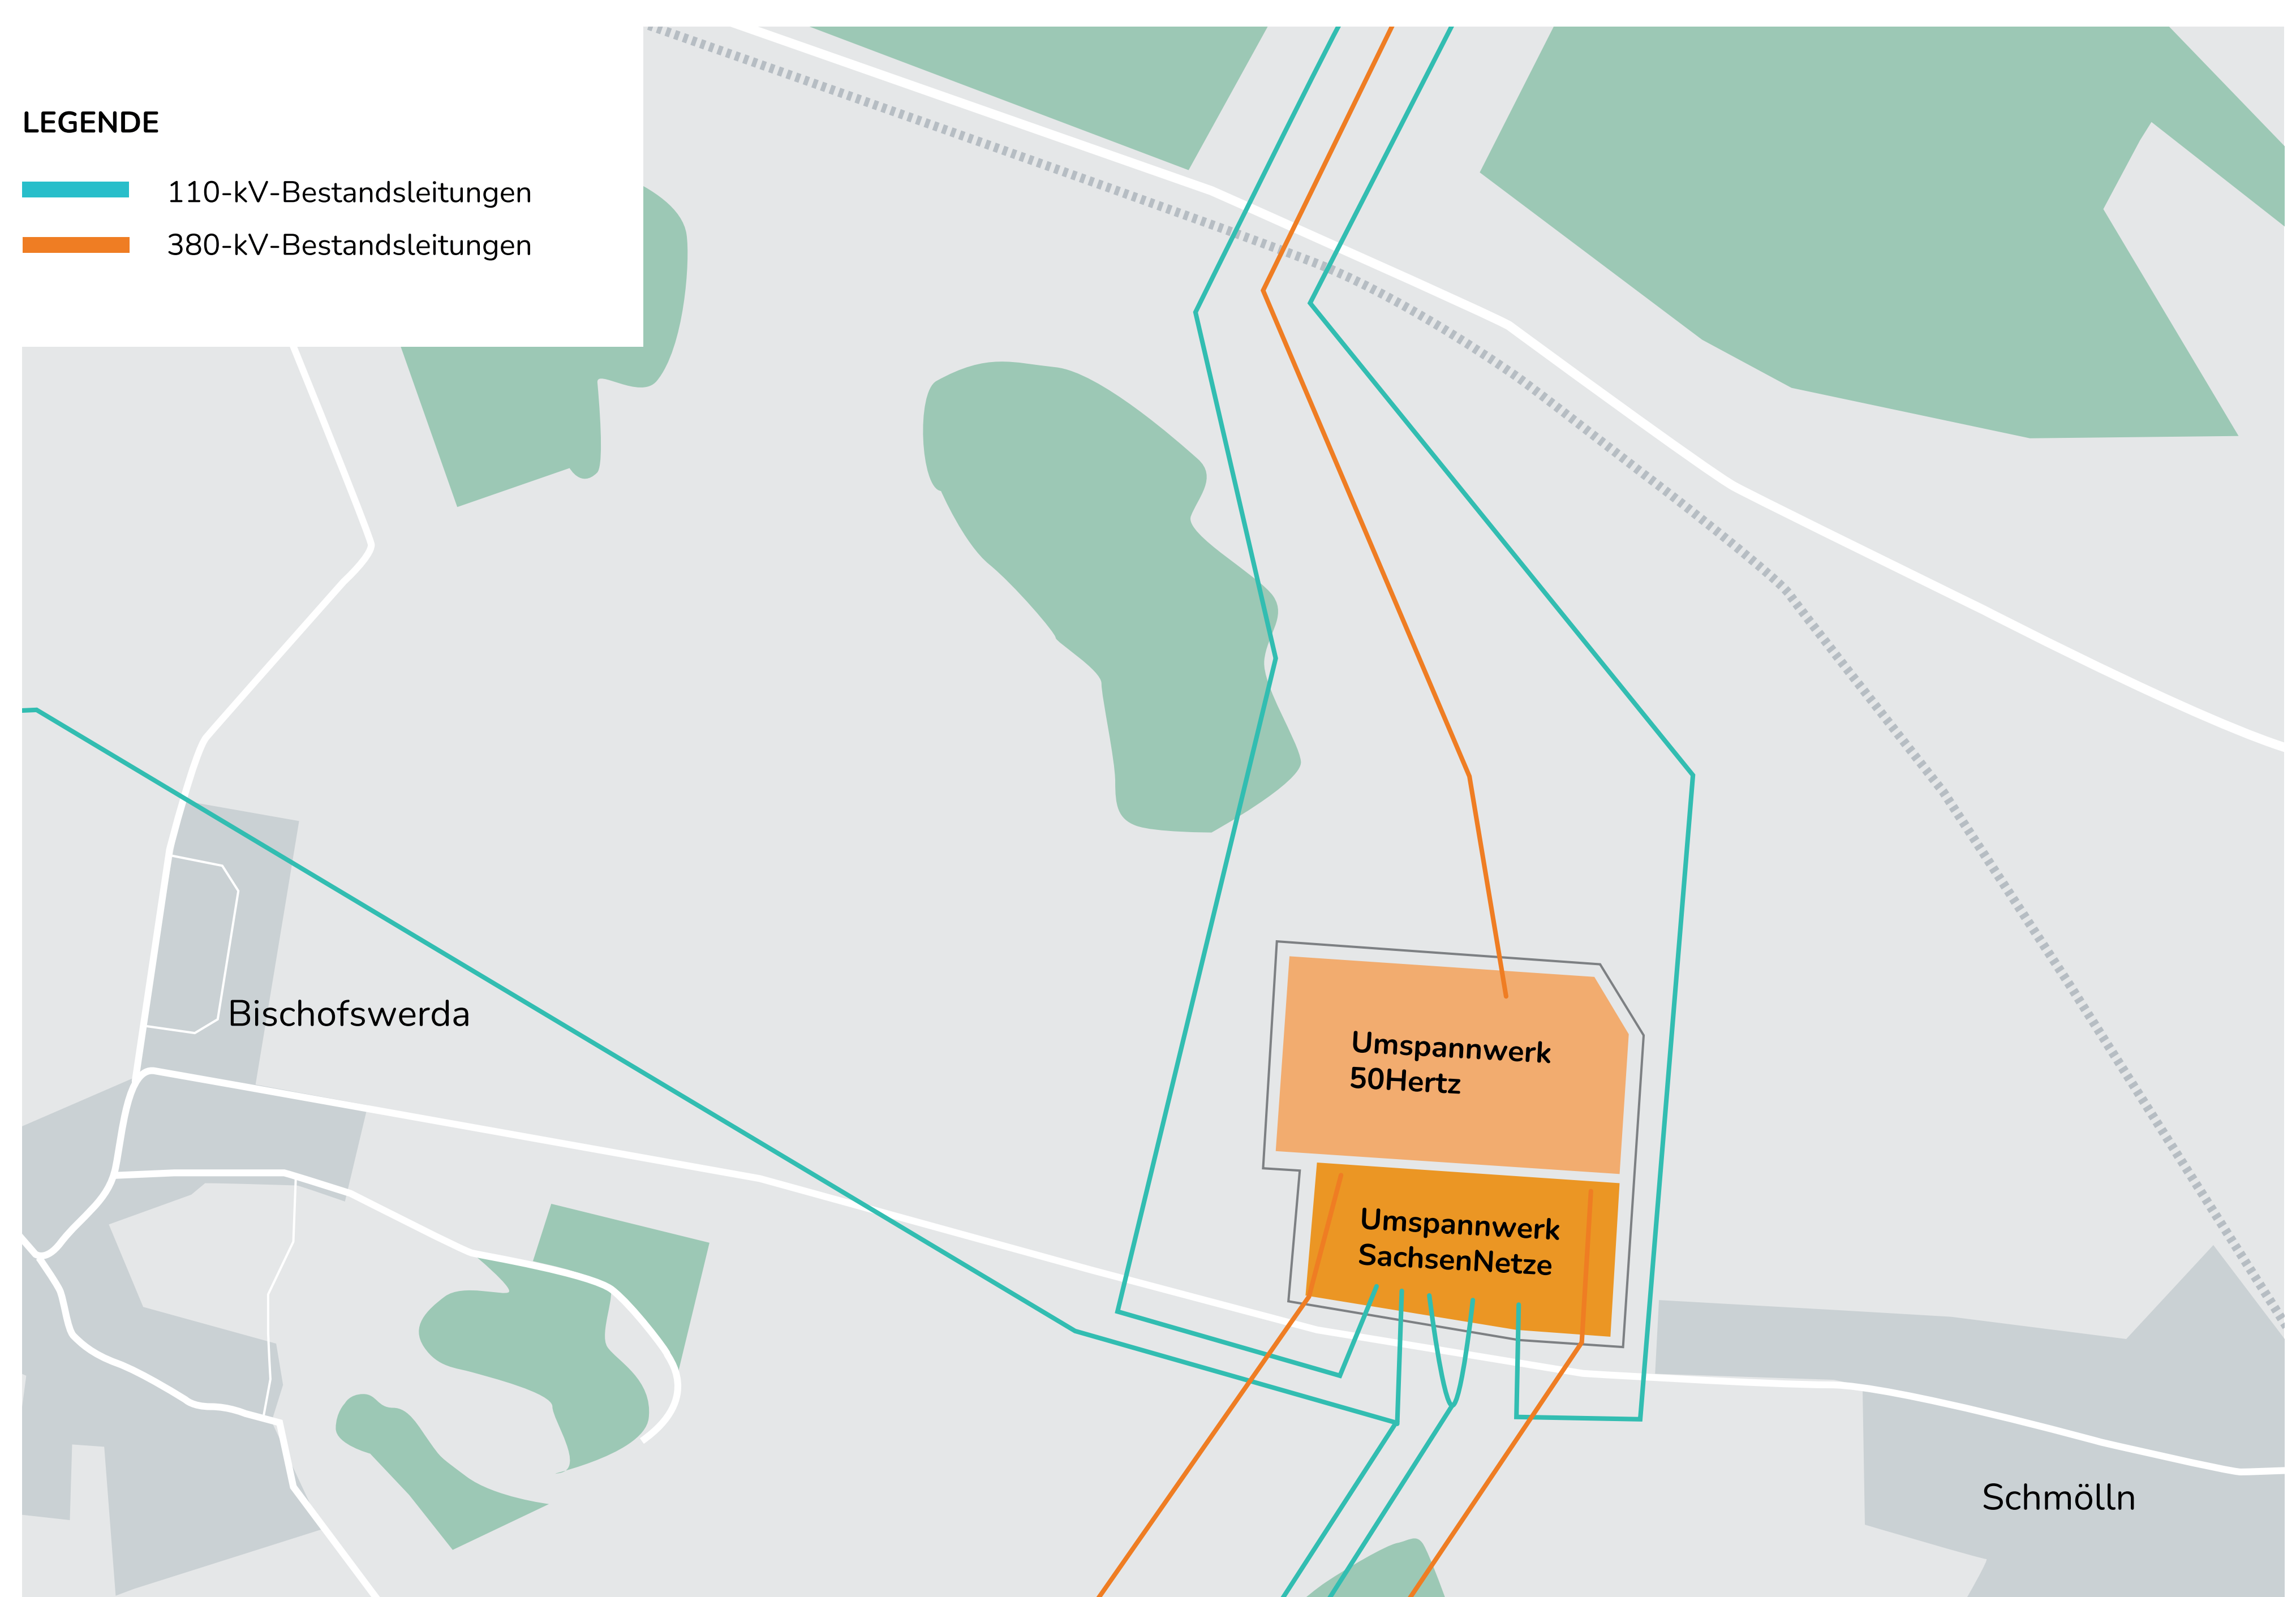 LEGENDE
110-kV-Bestandsleitungen
380-kV-Bestandsleitungen
Bischofswerda
Umspannwerk
50Hertz
Umspannwerk
SachsenNetze
Schmölln